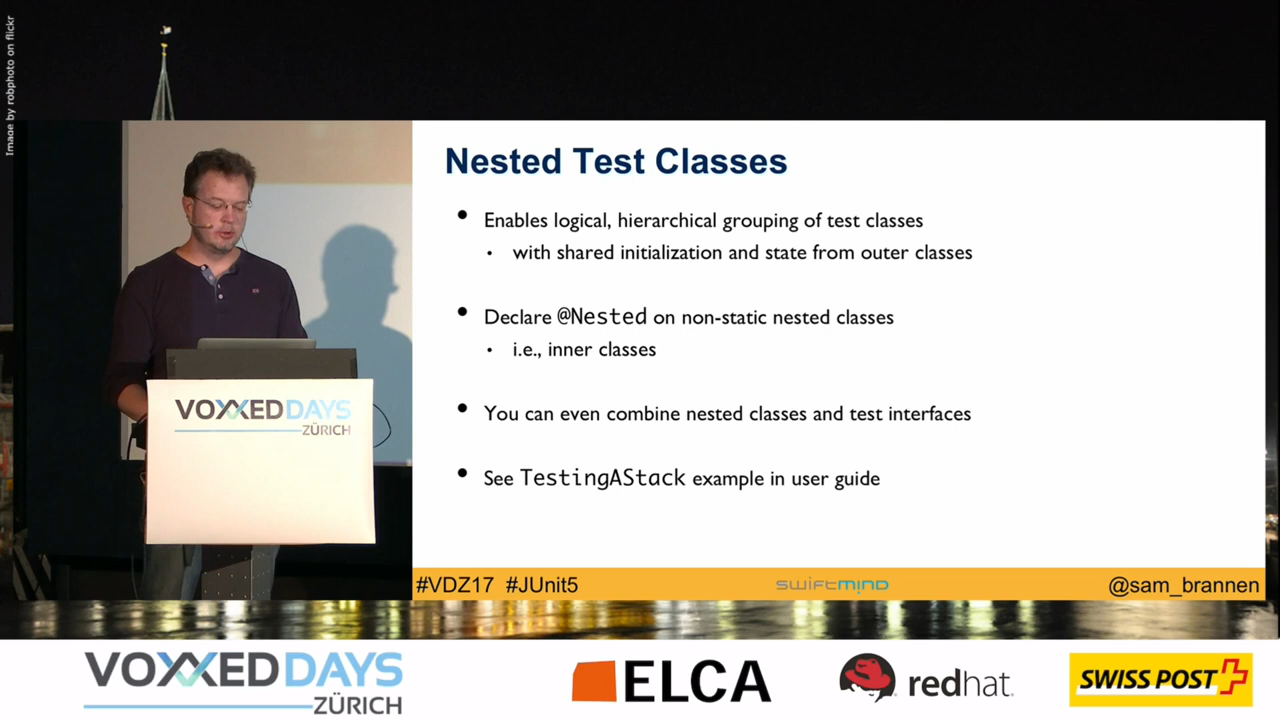 Image by robphoto on flickr
Nested Test Classes
• Enables logical, hierarchical grouping of test classes
• with shared initialization and state from outer classes
• Declare @Nested on non-static nested classes
• i.e., inner classes
• You can even combine nested classes and test interfaces
• See TestingAStack example in user guide
VOXXED DAYS
ZÜRICH
#VDZ17 #JUnit5
swiftmind
@sam_brannen
VOXXED DAYS
ZÜRICH
ELCA
redhat.
SWISS POST